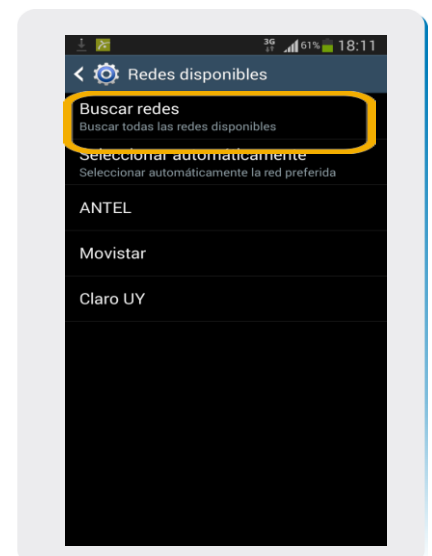 3G 61% 18:11
Redes disponibles
Buscar redes
Buscar todas las redes disponibles
Seleccionar automáticamente
Seleccionar automáticamente la red preferida
ANTEL
Movistar
Claro UY